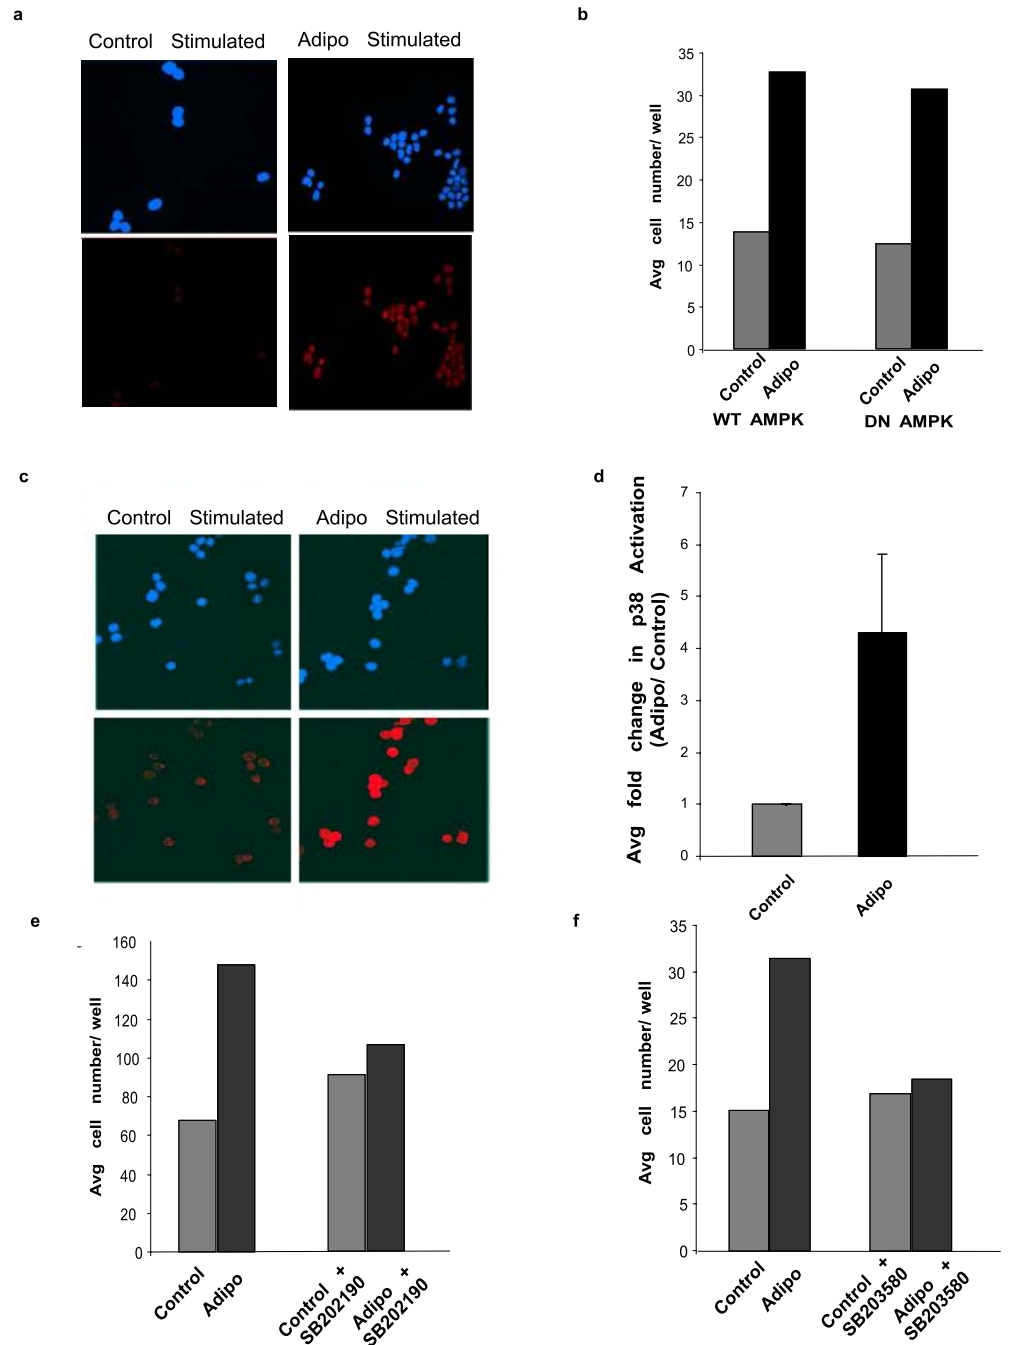 a
Control Stimulated
Adipo Stimulated
b
Avg cell number/ well
35
30
25
20
15
10
5
0
Control
Adipo
Control
Adipo
WT AMPK
DN AMPK
c
Control Stimulated
Adipo Stimulated
d
Avg fold change in p38 Activation
(Adipo/ Control)
7
6
5
4
3
2
1
0
Control
Adipo
e
Avg cell number/ well
160
140
120
100
80
60
40
20
0
Control
Adipo
Control +
SB202190
Adipo +
SB202190
f
Avg cell number/ well
35
30
25
20
15
10
5
0
Control
Adipo
Control +
SB203580
Adipo +
SB203580